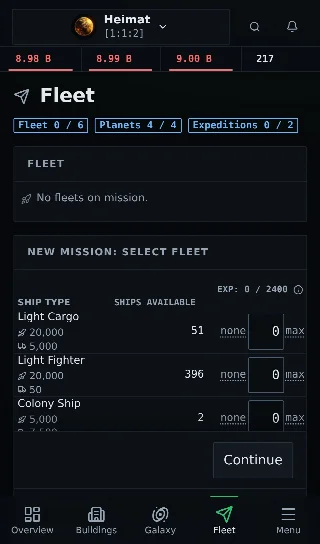 Heimat
[1:1:2]
8.98 B 8.99 B 9.00 B 217
Fleet
Fleet 0 / 6 Planets 4 / 4 Expeditions 0 / 2
FLEET
No fleets on mission.
NEW MISSION: SELECT FLEET
EXP: 0 / 2400
SHIP TYPE SHIPS AVAILABLE
Light Cargo
20,000
5,000
51 none 0 max
Light Fighter
20,000
50
396 none 0 max
Colony Ship
5,000
2 none 0 max
Continue
Overview Buildings Galaxy Fleet Menu